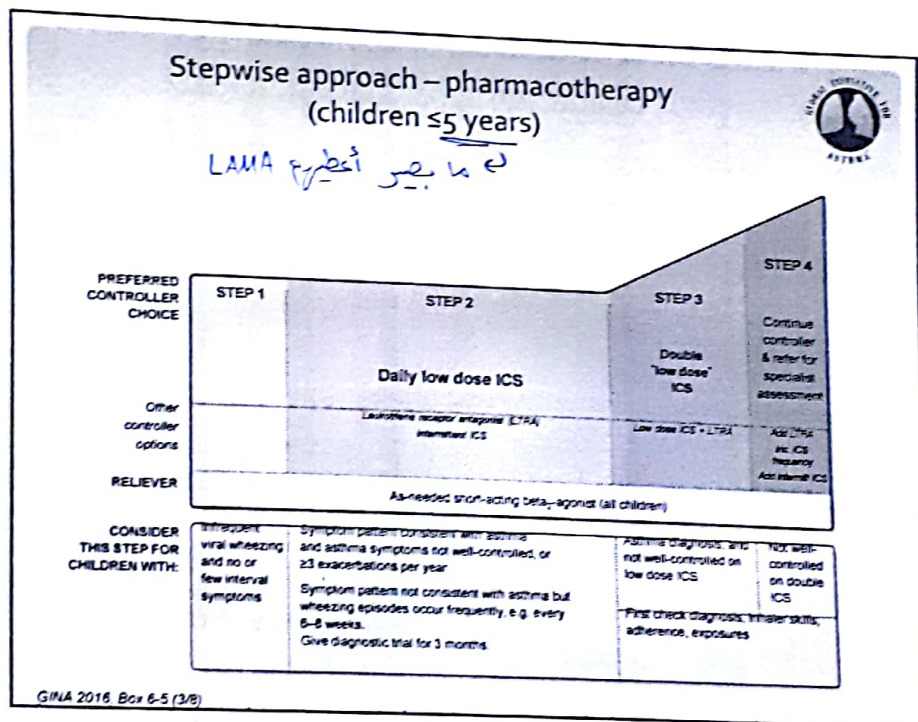 Stepwise approach – pharmacotherapy
(children ≤5 years)
GLOBAL INITIATIVE FOR
ASTHMA
ما بصير أعطيهم LAMA
PREFERRED
CONTROLLER
CHOICE
STEP 1
STEP 2
STEP 3
STEP 4
Daily low dose ICS
Double
"low dose"
ICS
Continue
controller
& refer for
specialist
assessment
Other
controller
options
Leukotriene receptor antagonist (LTRA)
Intermittent ICS
Low dose ICS + LTRA
Add LTRA
Inc. ICS
frequency
Add intermitt ICS
RELIEVER
As-needed short-acting beta₂-agonist (all children)
CONSIDER
THIS STEP FOR
CHILDREN WITH:
Infrequent
viral wheezing
and no or
few interval
symptoms
Symptom pattern consistent with asthma
and asthma symptoms not well-controlled, or
≥3 exacerbations per year
Symptom pattern not consistent with asthma but
wheezing episodes occur frequently, e.g. every
6–8 weeks.
Give diagnostic trial for 3 months.
Asthma diagnosis, and
not well-controlled on
low dose ICS
Not well-
controlled
on double
ICS
First check diagnosis, inhaler skills,
adherence, exposures
GINA 2016, Box 6-5 (3/8)